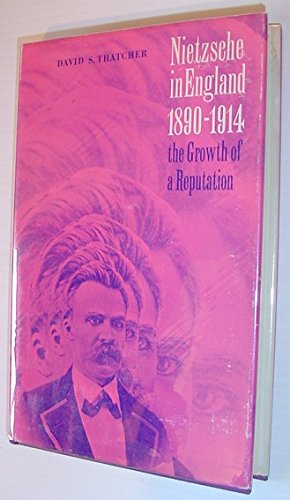 DAVID S. THATCHER
Nietzsche
in England
1890-1914
the Growth of
a Reputation